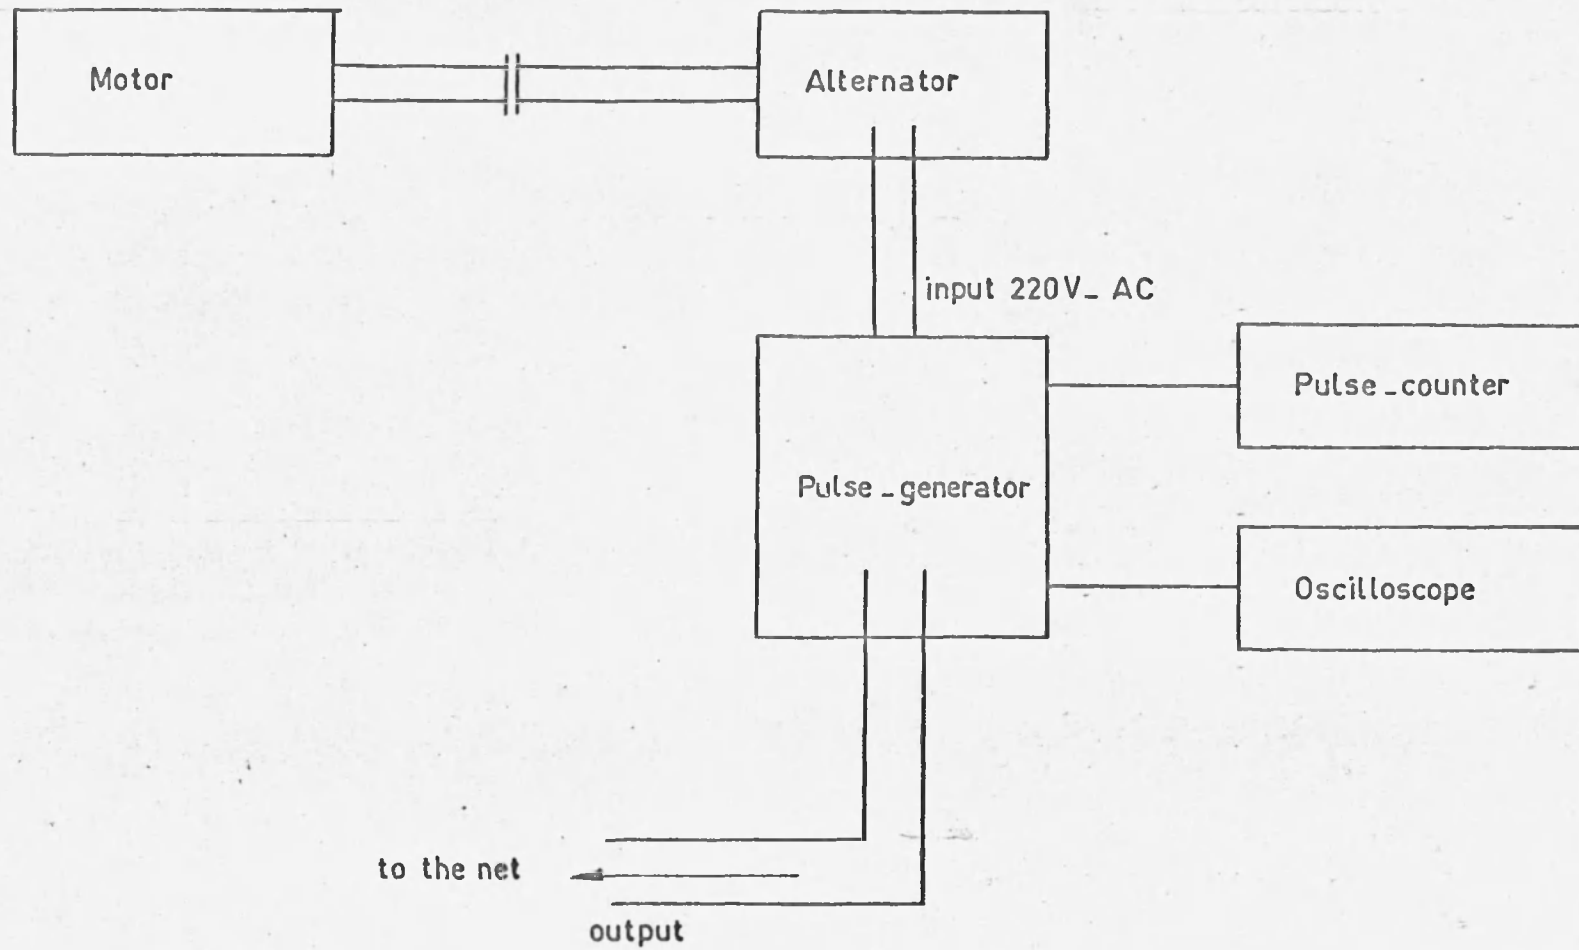 Motor
Alternator
input 220V_ AC
Pulse_counter
Pulse_generator
Oscilloscope
to the net
output